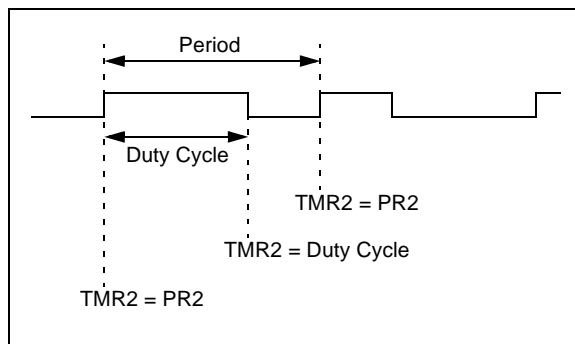 Period
Duty Cycle
TMR2 = PR2
TMR2 = Duty Cycle
TMR2 = PR2